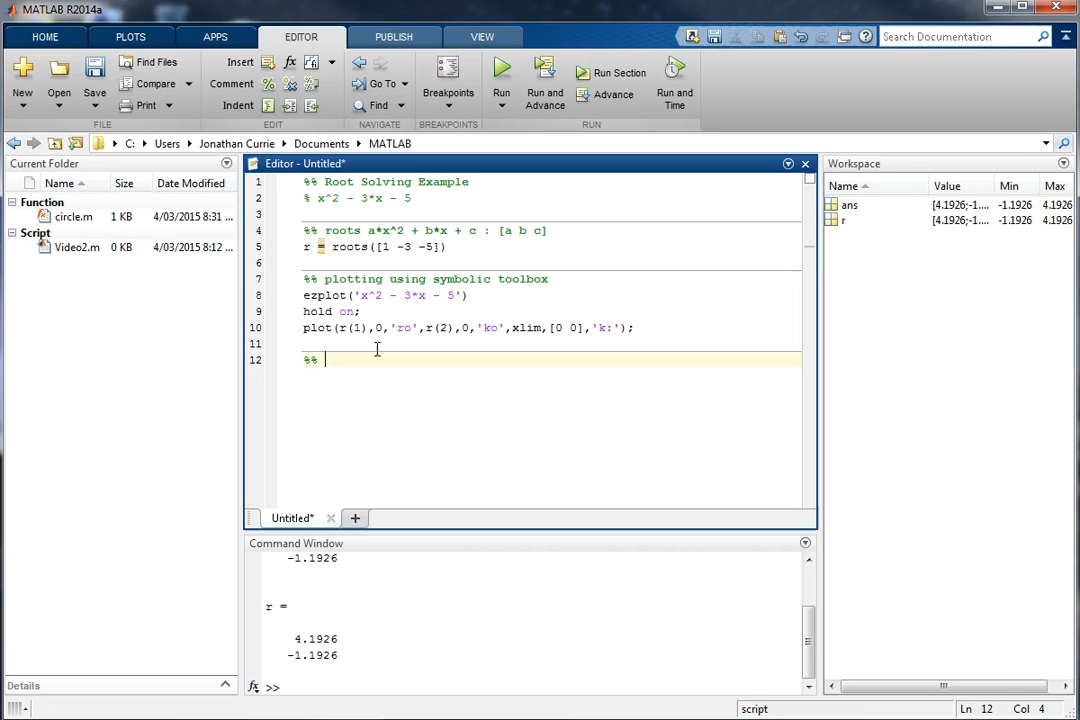 MATLAB R2014a
HOME PLOTS APPS EDITOR PUBLISH VIEW
Search Documentation
New Open Save Find Files Compare Print
Insert fx Comment Indent
Go To Find
Breakpoints
Run Run and Advance Run Section Advance Run and Time
FILE EDIT NAVIGATE BREAKPOINTS RUN
C: Users Jonathan Currie Documents MATLAB
Current Folder
Name Size Date Modified
Function
circle.m 1 KB 4/03/2015 8:31 ...
Script
Video2.m 0 KB 4/03/2015 8:12 ...
Details
Editor - Untitled*
1 %% Root Solving Example
2 % x^2 - 3*x - 5
3
4 %% roots a*x^2 + b*x + c : [a b c]
5 r = roots([1 -3 -5])
6
7 %% plotting using symbolic toolbox
8 ezplot('x^2 - 3*x - 5')
9 hold on;
10 plot(r(1),0,'ro',r(2),0,'ko',xlim,[0 0],'k:');
11
12 %%
Untitled*
Command Window
-1.1926
r =
4.1926
-1.1926
fx >>
Workspace
Name Value Min Max
ans [4.1926;-1.... -1.1926 4.1926
r [4.1926;-1.... -1.1926 4.1926
script Ln 12 Col 4